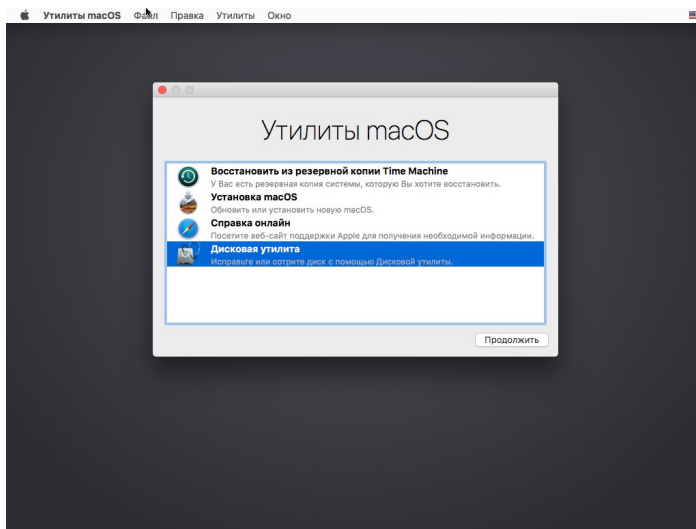 Утилиты macOS Файл Правка Утилиты Окно
Утилиты macOS
Восстановить из резервной копии Time Machine
У Вас есть резервная копия системы, которую Вы хотите восстановить.
Установка macOS
Обновить или установить новую macOS.
Справка онлайн
Посетите веб-сайт поддержки Apple для получения необходимой информации.
Дисковая утилита
Исправьте или сотрите диск с помощью Дисковой утилиты.
Продолжить